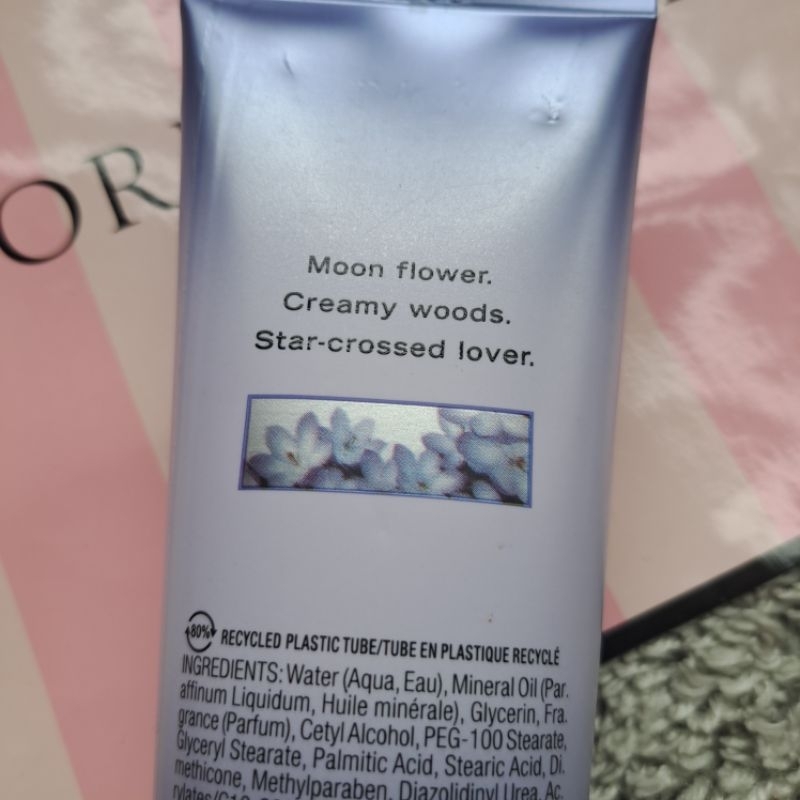 OR
Moon flower.
Creamy woods.
Star-crossed lover.
80%
RECYCLED PLASTIC TUBE/TUBE EN PLASTIQUE RECYCLÉ
INGREDIENTS: Water (Aqua, Eau), Mineral Oil (Par.
affinum Liquidum, Huile minérale), Glycerin, Fra.
grance (Parfum), Cetyl Alcohol, PEG-100 Stearate,
Glyceryl Stearate, Palmitic Acid, Stearic Acid, Di.
methicone, Methylparaben, Diazolidinyl Urea, Ac.